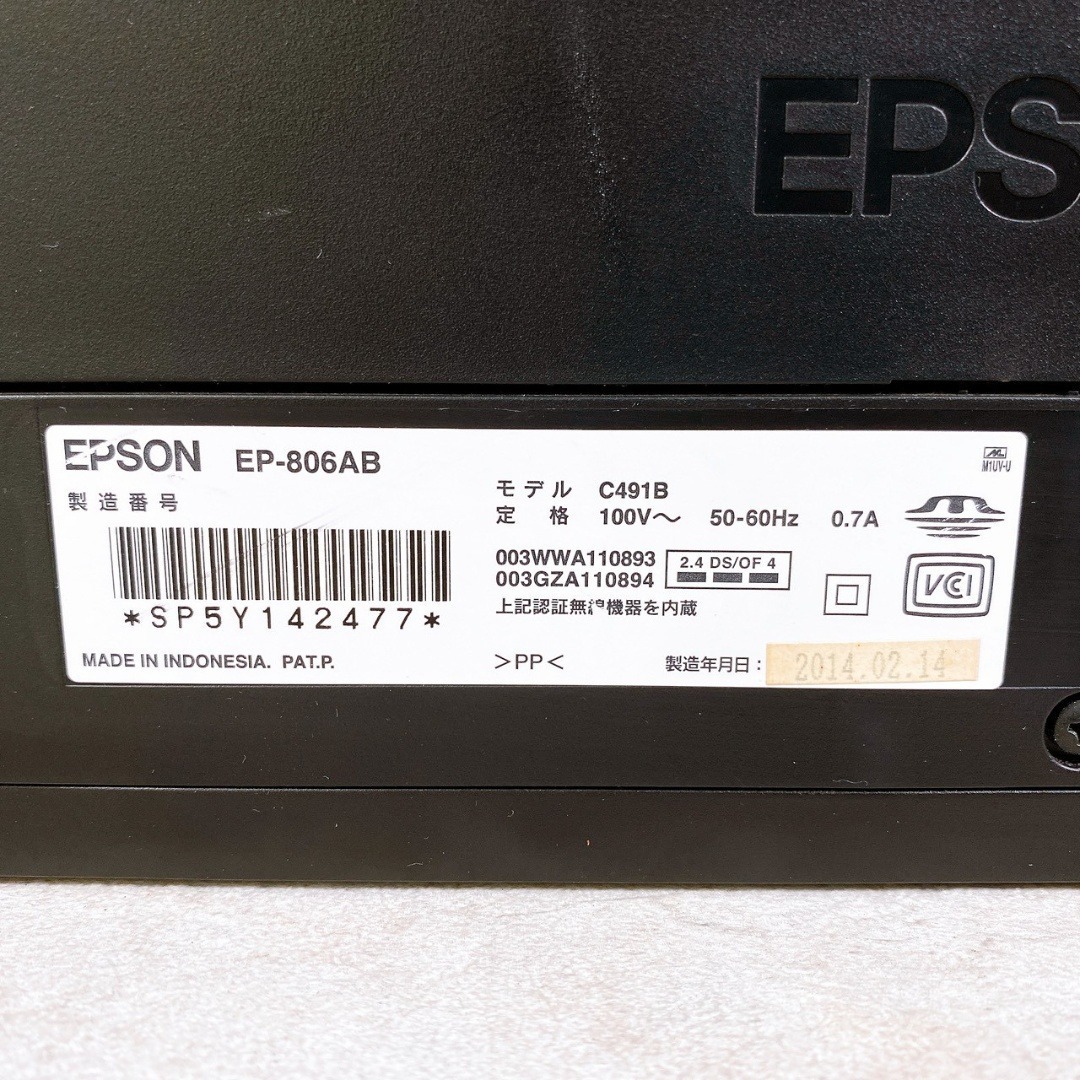 EPS
EPSON EP-806AB
製造番号
*SP5Y142477*
MADE IN INDONESIA. PAT.P.
モデル C491B
定格 100V～ 50-60Hz 0.7A
003WWA110893
003GZA110894
2.4 DS/OF 4
上記認証無線機器を内蔵
>PP<
製造年月日： 2014.02.14
M1UV-U
VCI